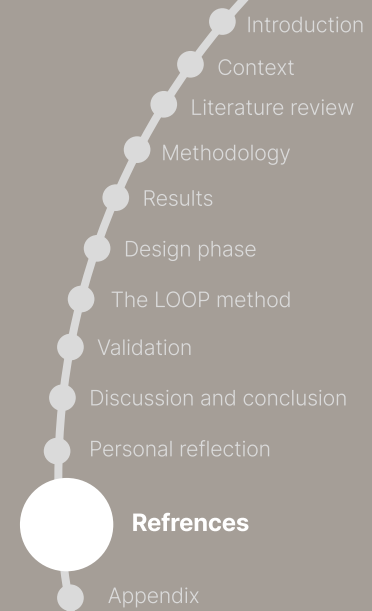 Introduction
Context
Literature review
Methodology
Results
Design phase
The LOOP method
Validation
Discussion and conclusion
Personal reflection
Refrences
Appendix